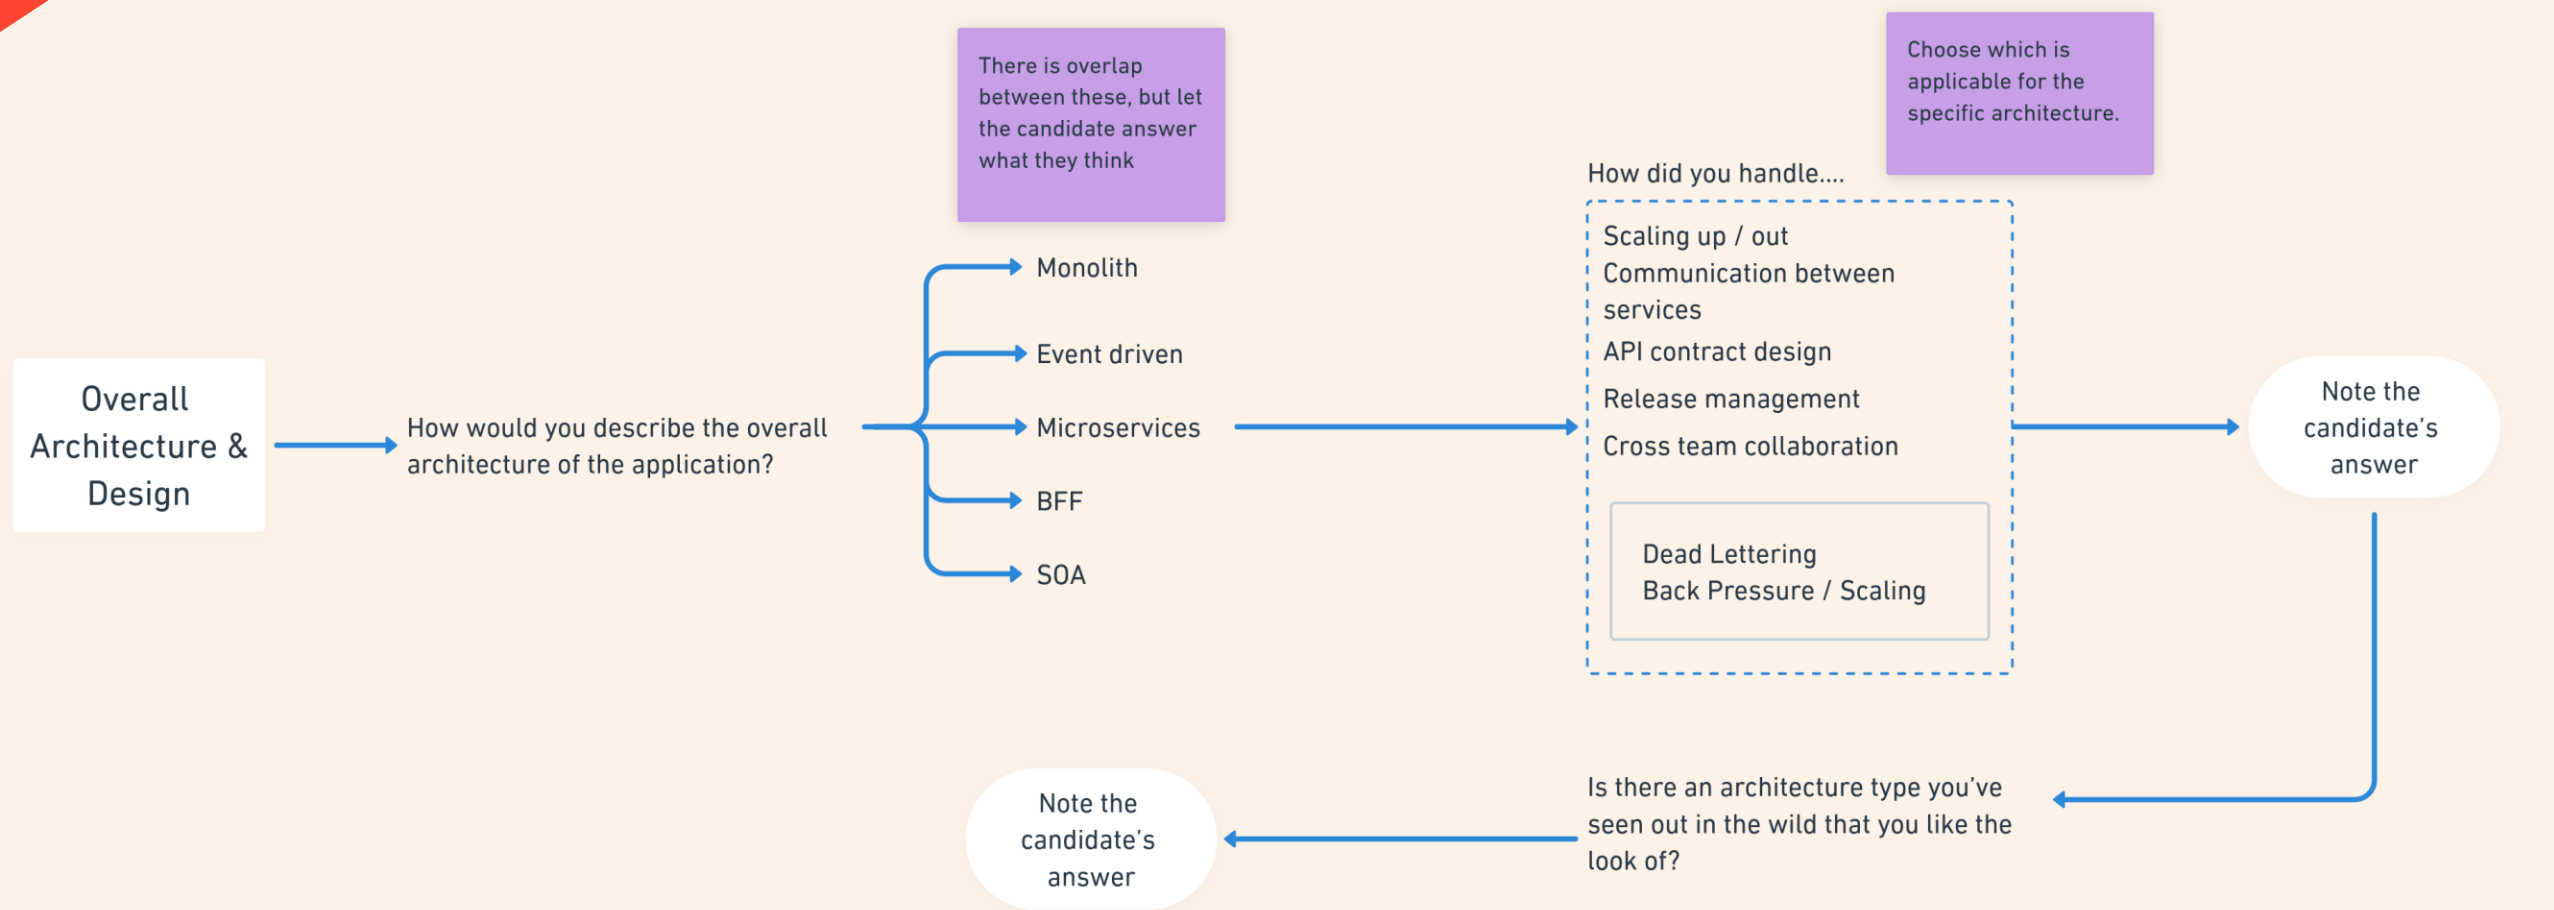 There is overlap
between these, but let
the candidate answer
what they think
Choose which is
applicable for the
specific architecture.
Overall
Architecture &
Design
How would you describe the overall
architecture of the application?
Monolith
Event driven
Microservices
BFF
SOA
How did you handle....
Scaling up / out
Communication between
services
API contract design
Release management
Cross team collaboration
Dead Lettering
Back Pressure / Scaling
Note the
candidate's
answer
Is there an architecture type you've
seen out in the wild that you like the
look of?
Note the
candidate's
answer